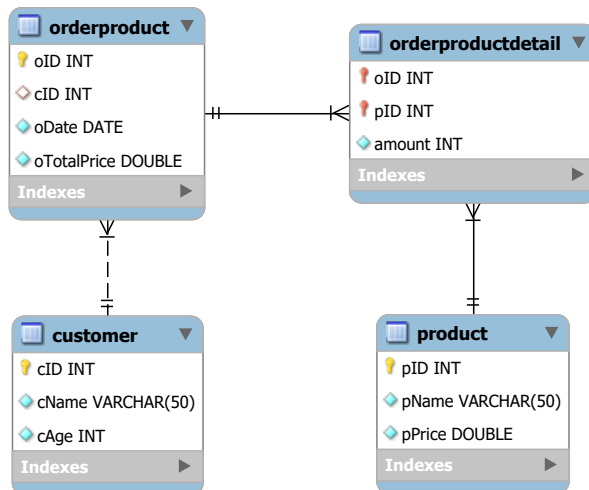 orderproduct
oID INT
cID INT
oDate DATE
oTotalPrice DOUBLE
Indexes
orderproductdetail
oID INT
pID INT
amount INT
Indexes
customer
cID INT
cName VARCHAR(50)
cAge INT
Indexes
product
pID INT
pName VARCHAR(50)
pPrice DOUBLE
Indexes